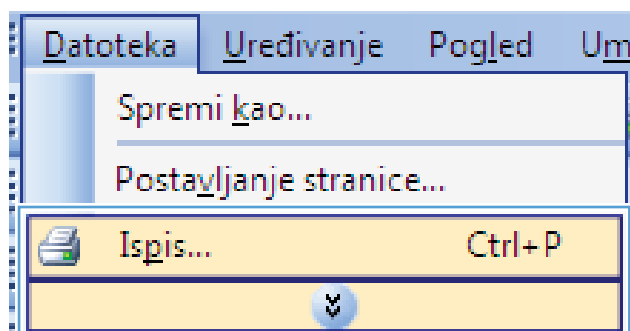 Datoteka Uređivanje Pogled Um
Spremi kao...
Postavljanje stranice...
Ispis... Ctrl+P